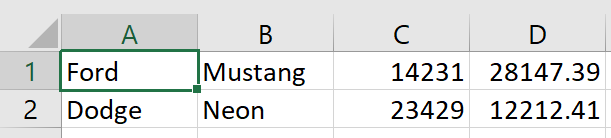 A B C D
1 Ford Mustang 14231 28147.39
2 Dodge Neon 23429 12212.41